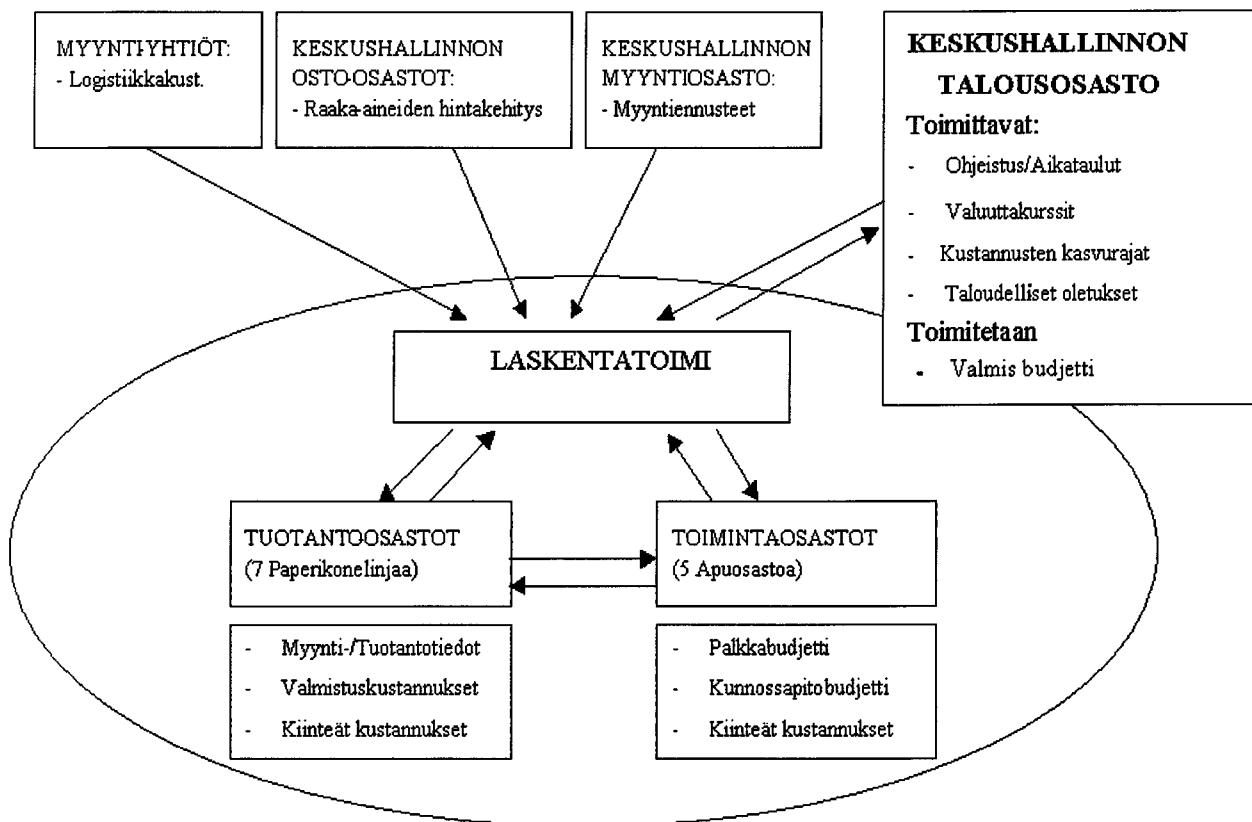 MYYNTI-YHTIÖT:
- Logistiikkakust.
KESKUSHALLINNON
OSTO-OSASTOT:
- Raaka-aineiden hintakehitys
KESKUSHALLINNON
MYYNTIOSASTO:
- Myyntiennusteet
KESKUSHALLINNON
TALOUSOSASTO
Toimittavat:
- Ohjeistus/Aikataulut
- Valuuttakurssit
- Kustannusten kasvurajat
- Taloudelliset oletukset
Toimitetaan
- Valmis budjetti
LASKENTATOIMI
TUOTANTO-OSASTOT
(7 Paperikonelinjaa)
TOIMINTAOSASTOT
(5 Apuosastoa)
- Myynti-/Tuotantotiedot
- Valmistuskustannukset
- Kiinteät kustannukset
- Palkkabudjetti
- Kunnossapitobudjetti
- Kiinteät kustannukset